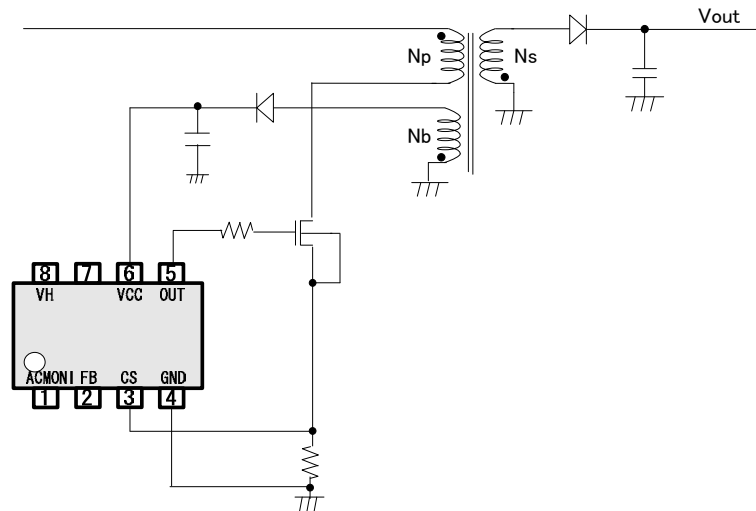 Vout
Np Ns
Nb
8 7 6 5
VH VCC OUT
ACMONI FB CS GND
1 2 3 4